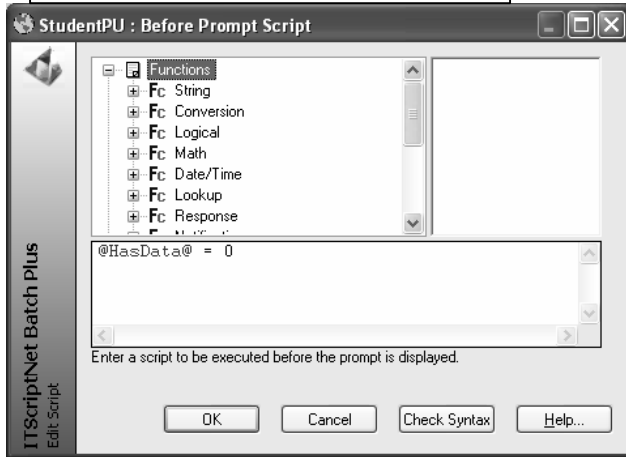 StudentPU : Before Prompt Script
Functions
Fc String
Fc Conversion
Fc Logical
Fc Math
Fc Date/Time
Fc Lookup
Fc Response
@HasData@ = 0
Enter a script to be executed before the prompt is displayed.
OK
Cancel
Check Syntax
Help...
ITScriptNet Batch Plus
Edit Script